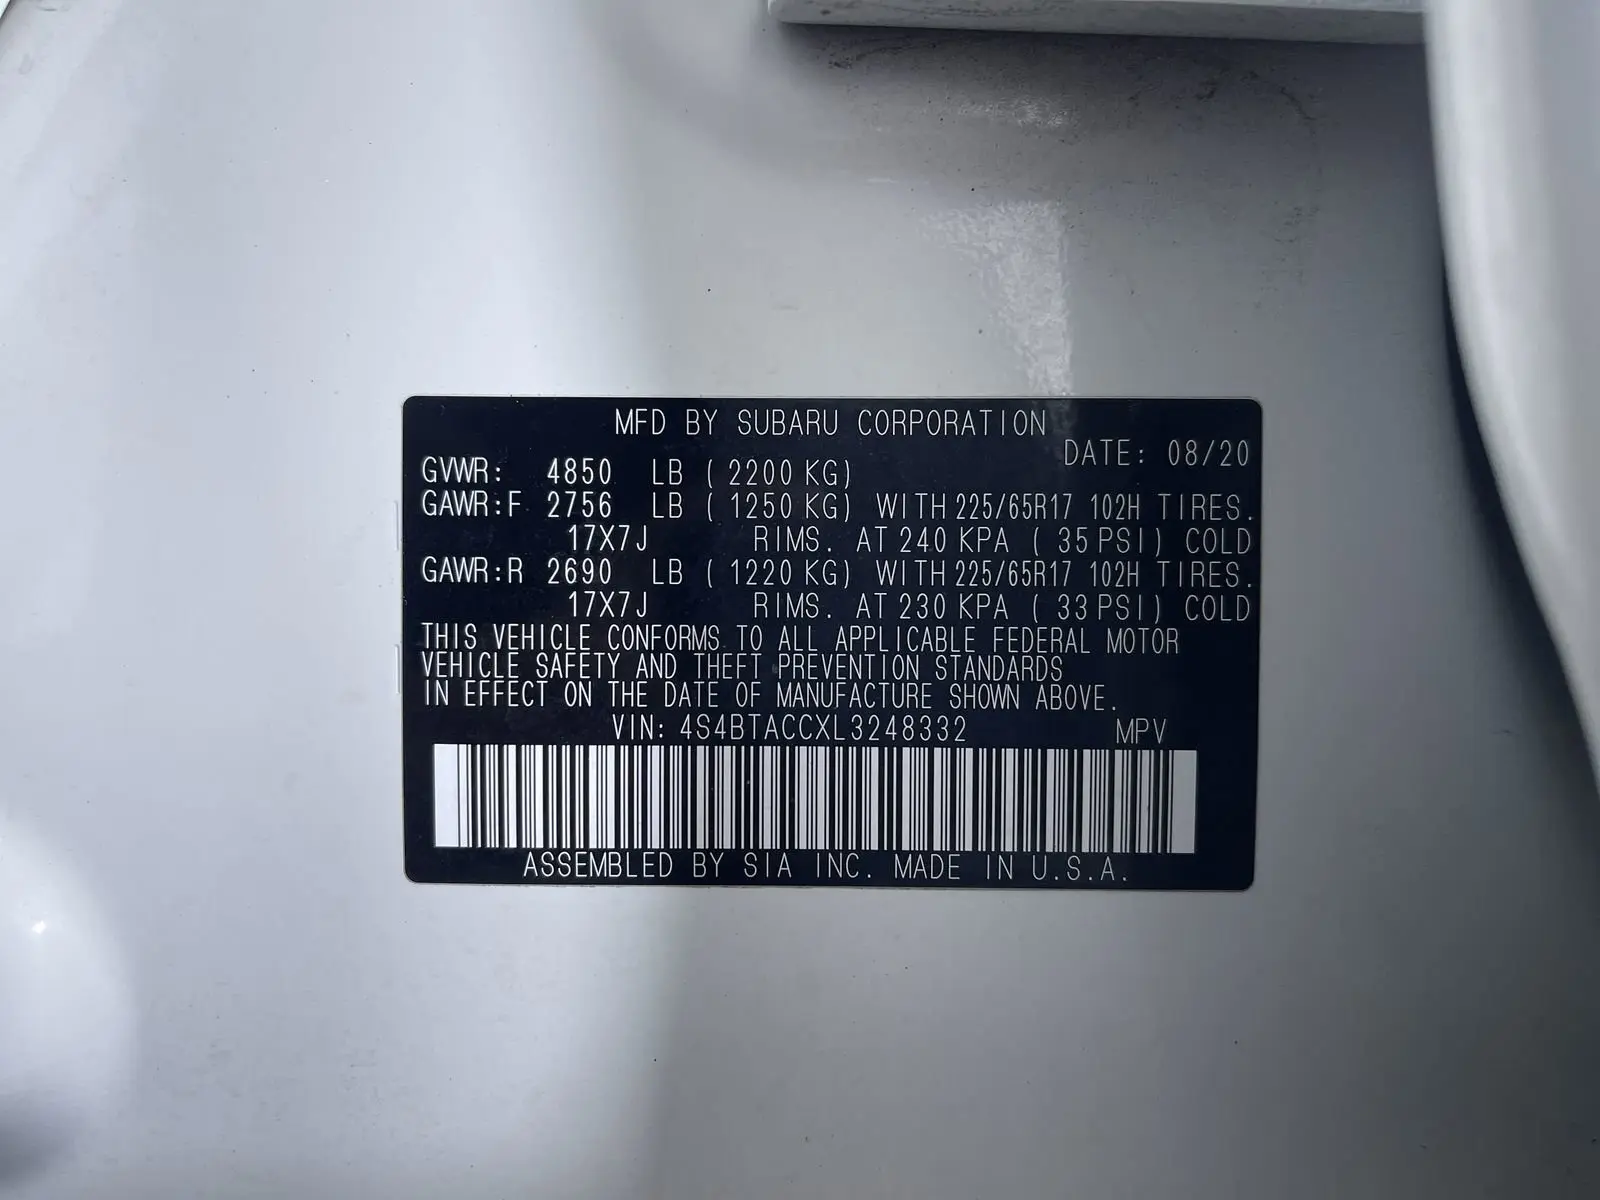 MFD BY SUBARU CORPORATION
DATE: 08/20
GVWR: 4850 LB ( 2200 KG)
GAWR:F 2756 LB ( 1250 KG) WITH 225/65R17 102H TIRES.
17X7J RIMS. AT 240 KPA ( 35 PSI) COLD
GAWR:R 2690 LB ( 1220 KG) WITH 225/65R17 102H TIRES.
17X7J RIMS. AT 230 KPA ( 33 PSI) COLD
THIS VEHICLE CONFORMS TO ALL APPLICABLE FEDERAL MOTOR
VEHICLE SAFETY AND THEFT PREVENTION STANDARDS
IN EFFECT ON THE DATE OF MANUFACTURE SHOWN ABOVE.
VIN: 4S4BTACCXL3248332 MPV
ASSEMBLED BY SIA INC. MADE IN U.S.A.